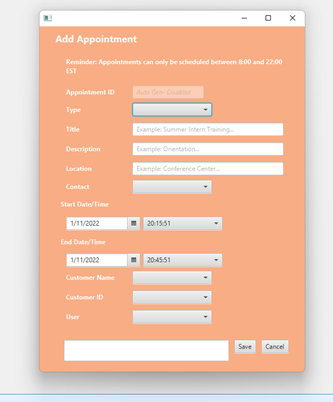 Add Appointment
Reminder: Appointments can only be scheduled between 8:00 and 22:00
EST
Appointment ID
Auto Gen- Disabled
Type
Title
Example: Summer Intern Training...
Description
Example: Orientation...
Location
Example: Conference Center...
Contact
Start Date/Time
1/11/2022
20:15:51
End Date/Time
1/11/2022
20:45:51
Customer Name
Customer ID
User
Save
Cancel